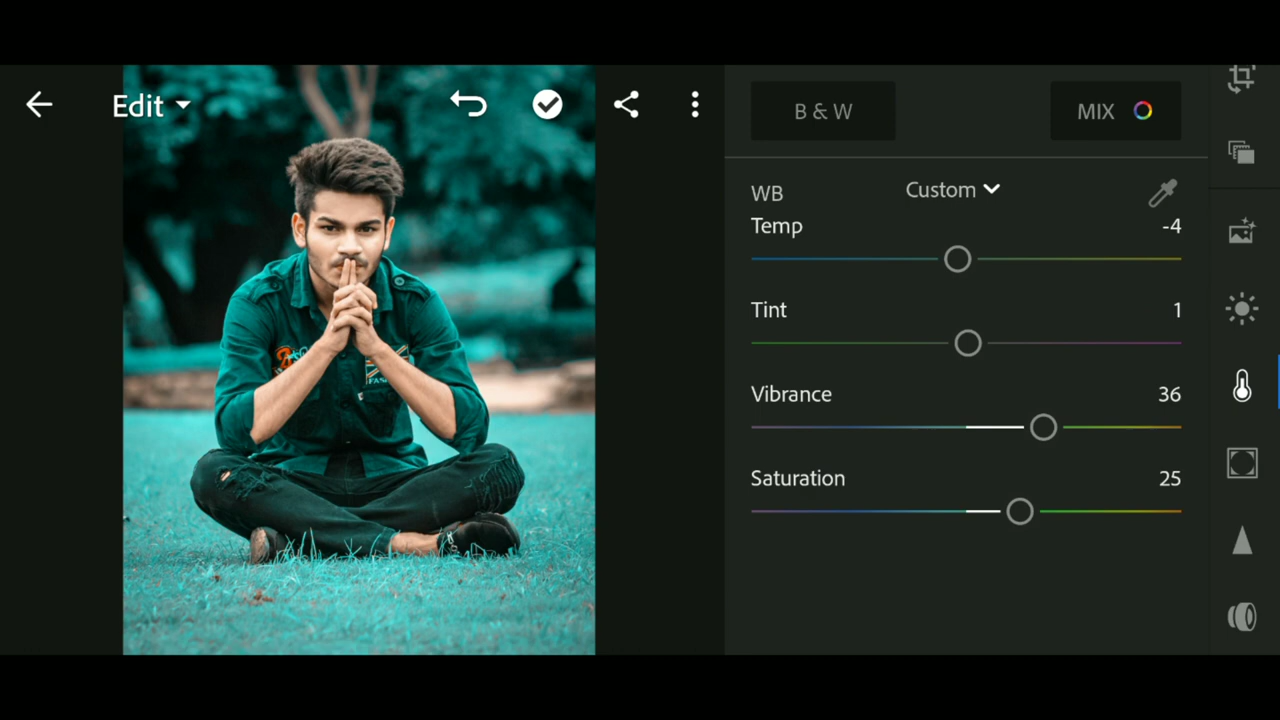 Edit
B & W
MIX
WB
Custom
Temp
-4
Tint
1
Vibrance
36
Saturation
25